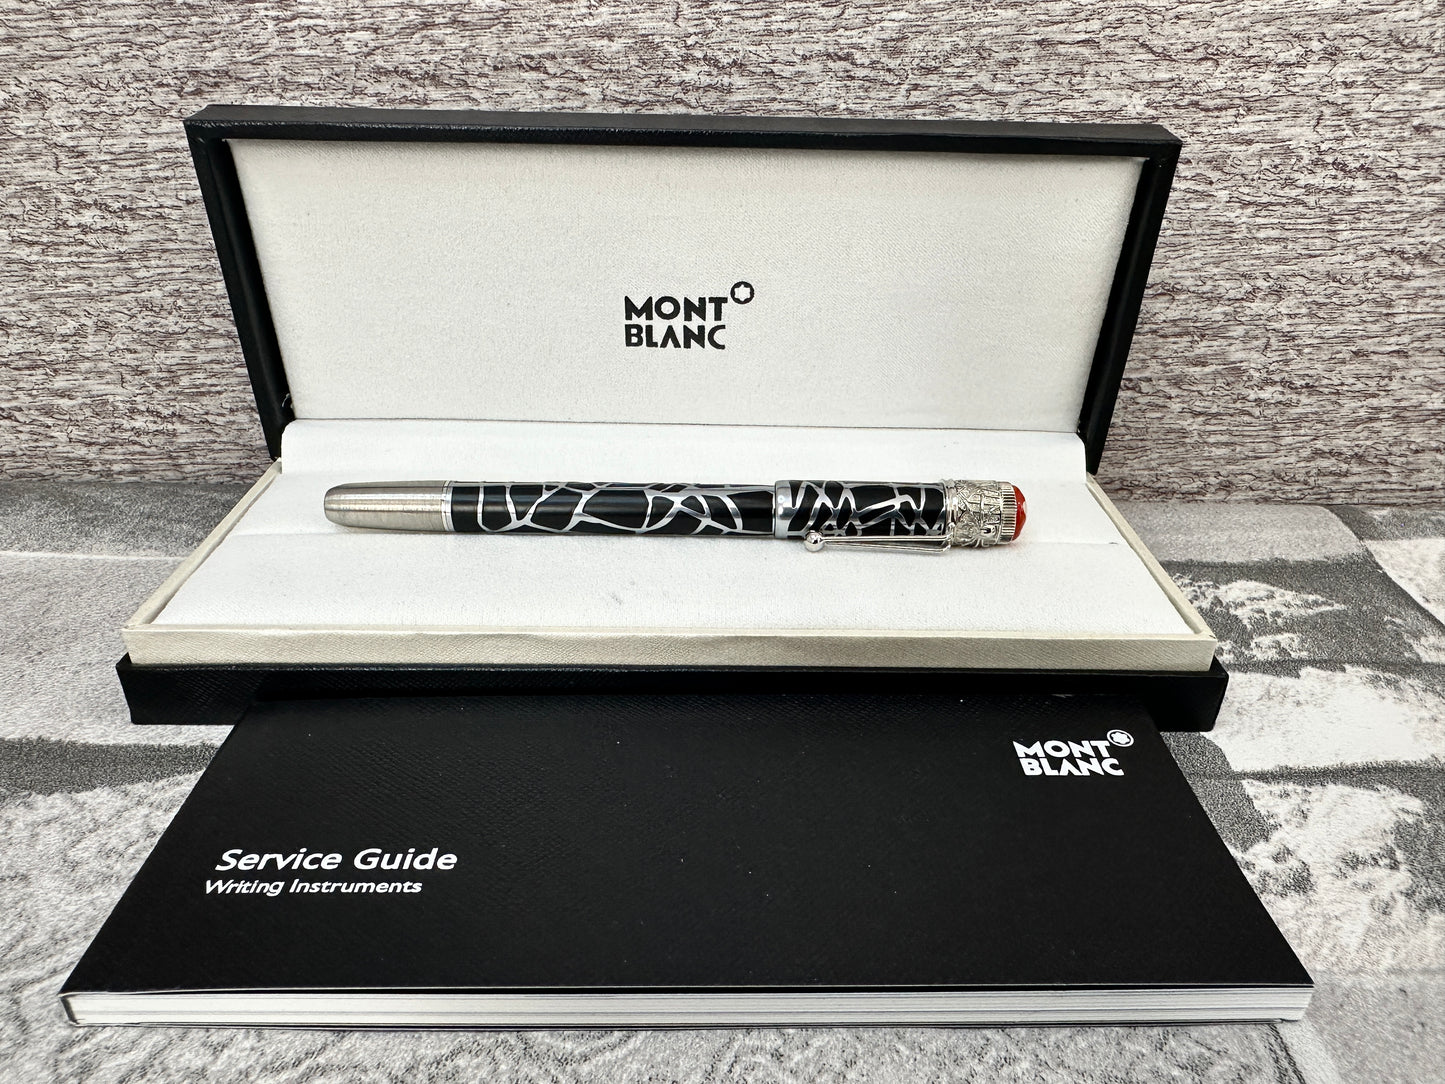 MONT
BLANC
MONT
BLANC
Service Guide
Writing Instruments